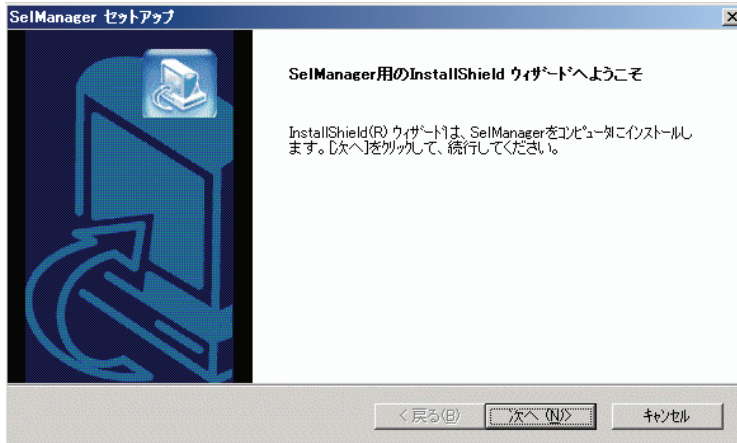 SelManager セットアップ
SelManager用のInstallShield ウィザードへようこそ
InstallShield(R) ウィザードは、SelManagerをコンピュータにインストールし
ます。[次へ]をクリックして、続行してください。
< 戻る(B)
次へ (N)>
キャンセル